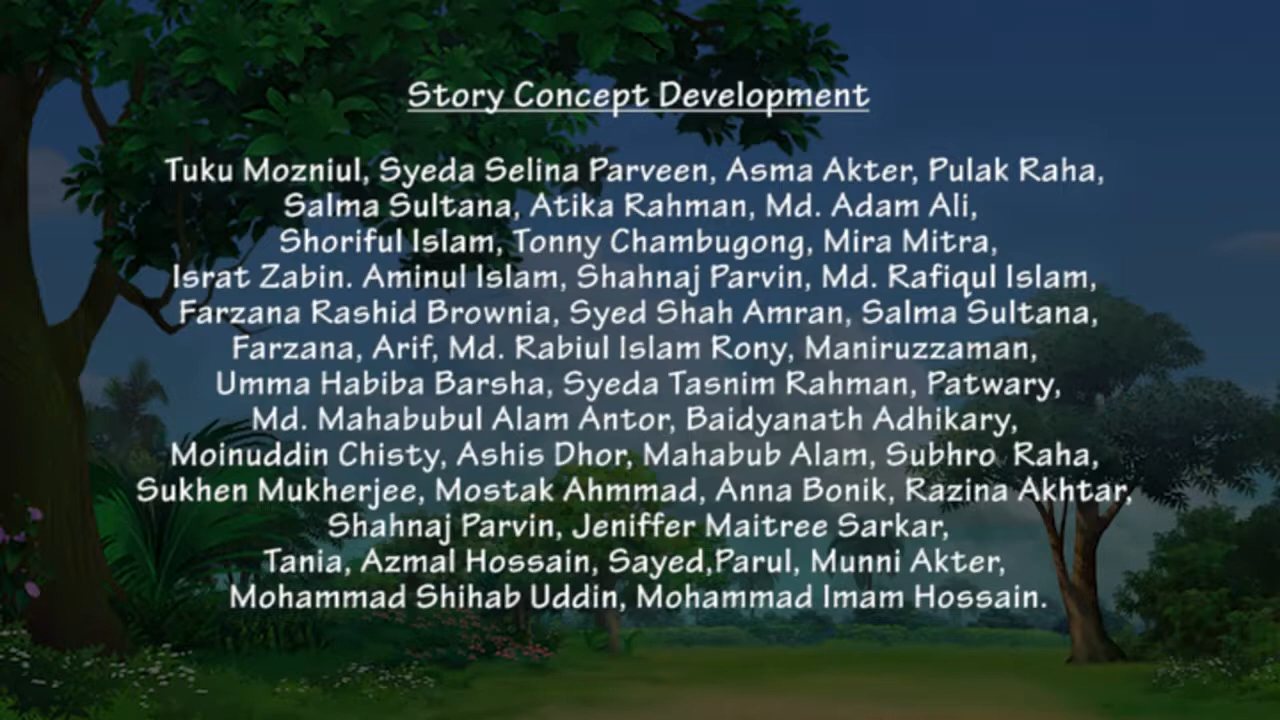 Story Concept Development
Tuku Mozniul, Syeda Selina Parveen, Asma Akter, Pulak Raha,
Salma Sultana, Atika Rahman, Md. Adam Ali,
Shoriful Islam, Tonny Chambugong, Mira Mitra,
Israt Zabin. Aminul Islam, Shahnaj Parvin, Md. Rafiqul Islam,
Farzana Rashid Brownia, Syed Shah Amran, Salma Sultana,
Farzana, Arif, Md. Rabiul Islam Rony, Maniruzzaman,
Umma Habiba Barsha, Syeda Tasnim Rahman, Patwary,
Md. Mahabubul Alam Antor, Baidyanath Adhikary,
Moinuddin Chisty, Ashis Dhor, Mahabub Alam, Subhro  Raha,
Sukhen Mukherjee, Mostak Ahmmad, Anna Bonik, Razina Akhtar,
Shahnaj Parvin, Jeniffer Maitree Sarkar,
Tania, Azmal Hossain, Sayed,Parul, Munni Akter,
Mohammad Shihab Uddin, Mohammad Imam Hossain.